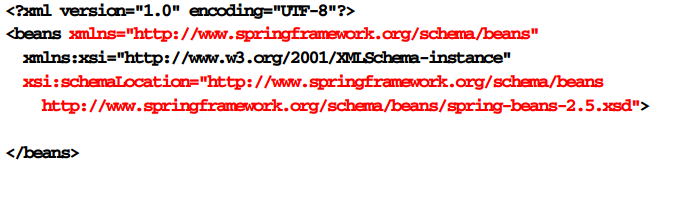 <?xml version="1.0" encoding="UTF-8"?>
<beans xmlns="http://www.springframework.org/schema/beans"
xmlns:xsi="http://www.w3.org/2001/XMLSchema-instance"
xsi:schemaLocation="http://www.springframework.org/schema/beans
http://www.springframework.org/schema/beans/spring-beans-2.5.xsd">
</beans>